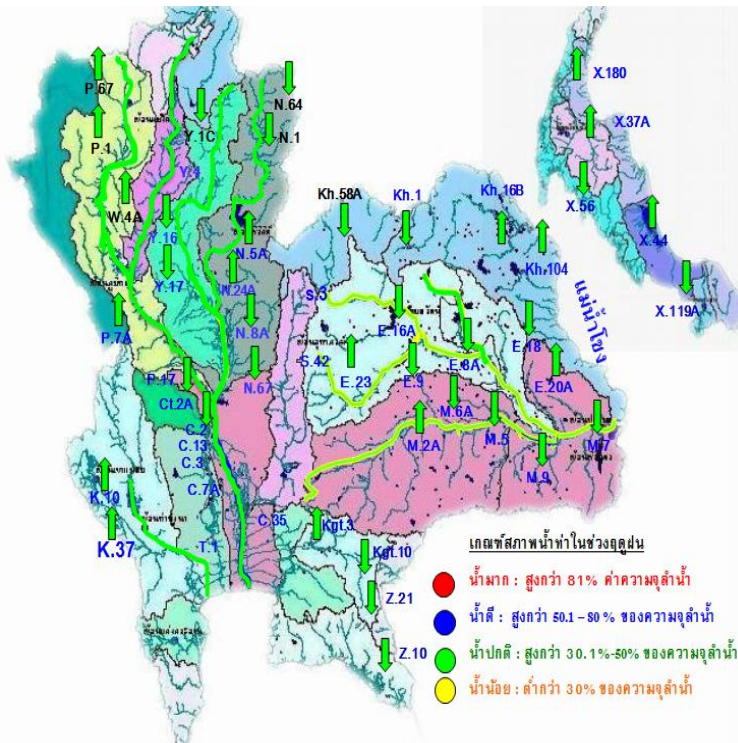 P.67
P.1
W.4A
P.7A
P.17
Y.1C
Y.16
Y.17
N.64
N.1
N.5A
N.24A
N.8A
N.67
Ct.2A
C.2
C.13
C.3
C.7A
C.35
T.1
K.10
K.37
S.3
S.42
Kh.58A
Kh.1
Kh.16B
Kh.104
แม่น้ำโขง
E.16A
E.8A
E.18
E.23
E.9
E.20A
M.6A
M.2A
M.5
M.9
M.7
Kgt.3
Kgt.10
Z.21
Z.10
X.180
X.37A
X.56
X.44
X.119A
เกณฑ์สภาพน้ำท่าในช่วงฤดูฝน
น้ำมาก : สูงกว่า 81% ค่าความจุลำน้ำ
น้ำดี : สูงกว่า 50.1 – 80 % ของความจุลำน้ำ
น้ำปกติ : สูงกว่า 30.1%-50% ของความจุลำน้ำ
น้ำน้อย : ต่ำกว่า 30% ของความจุลำน้ำ